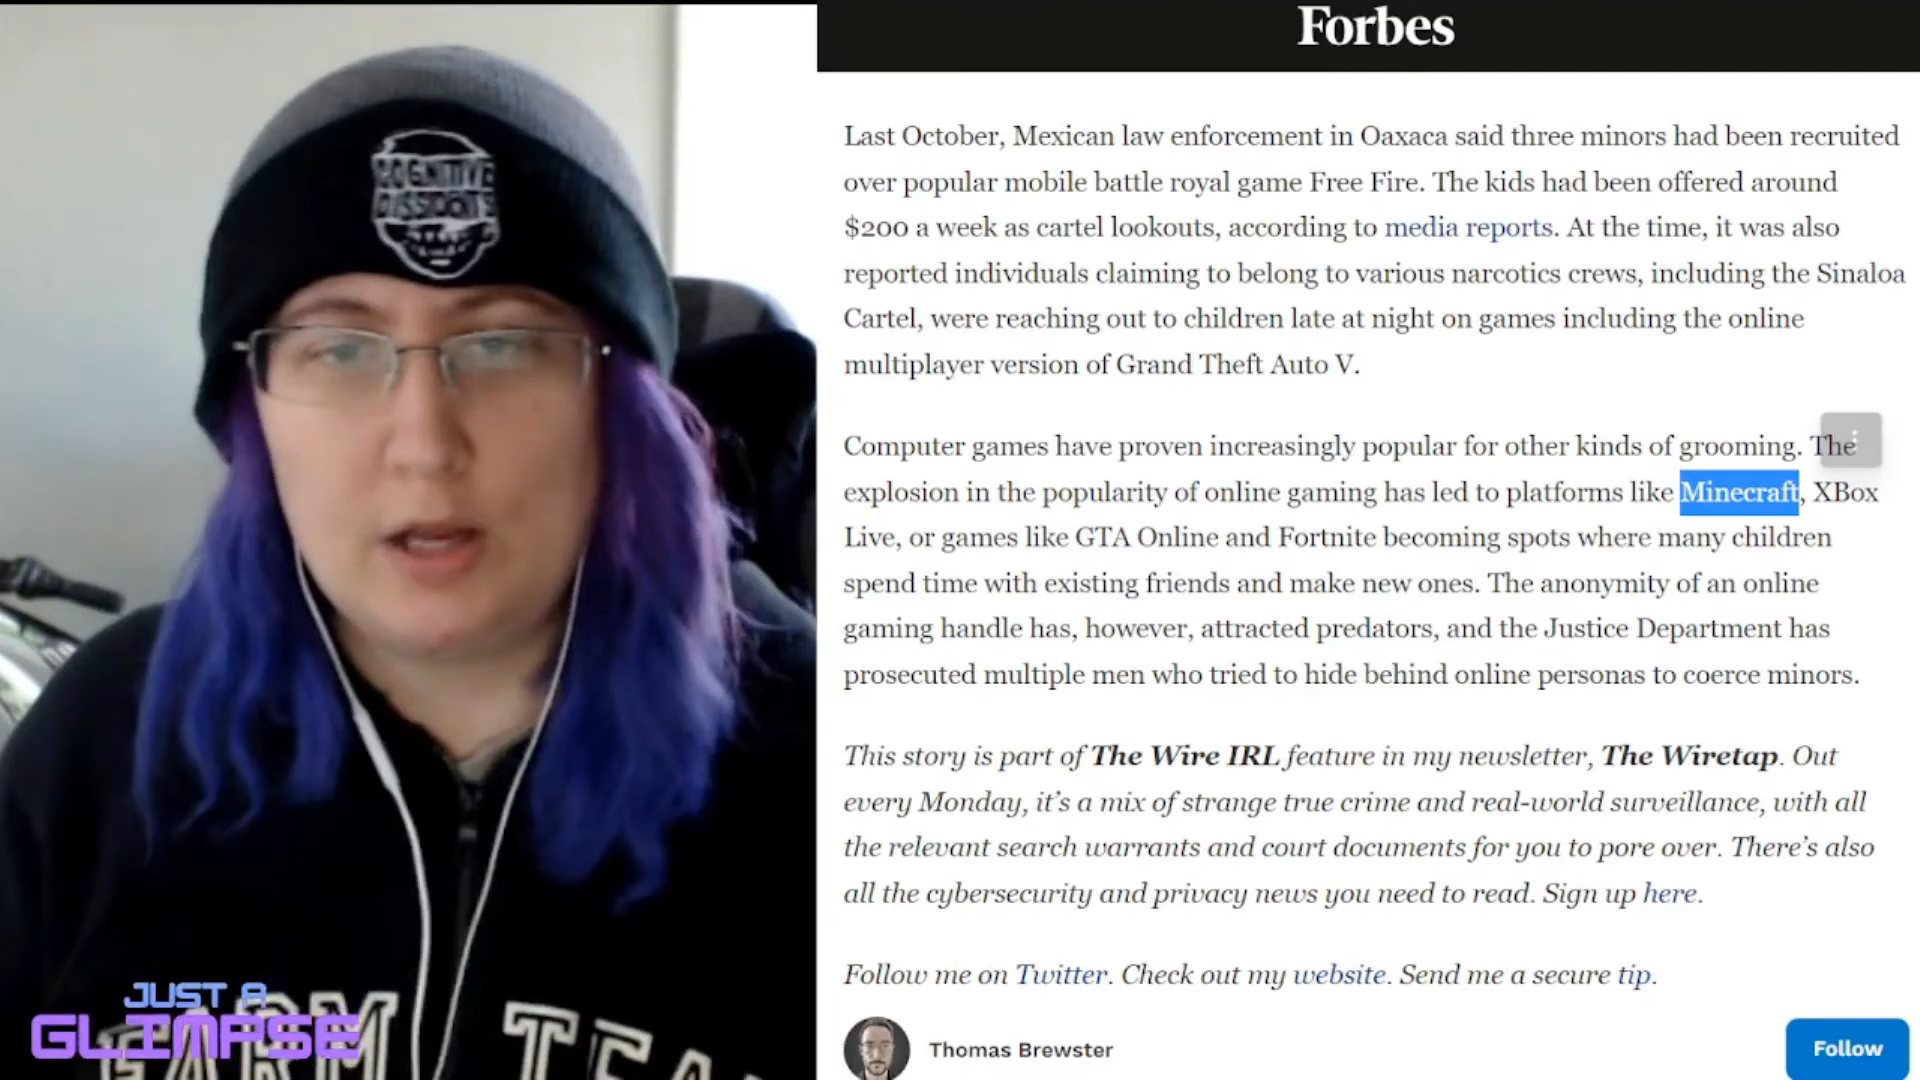 Forbes
Last October, Mexican law enforcement in Oaxaca said three minors had been recruited
over popular mobile battle royal game Free Fire. The kids had been offered around
$200 a week as cartel lookouts, according to media reports. At the time, it was also
reported individuals claiming to belong to various narcotics crews, including the Sinaloa
Cartel, were reaching out to children late at night on games including the online
multiplayer version of Grand Theft Auto V.
Computer games have proven increasingly popular for other kinds of grooming. The
explosion in the popularity of online gaming has led to platforms like Minecraft, XBox
Live, or games like GTA Online and Fortnite becoming spots where many children
spend time with existing friends and make new ones. The anonymity of an online
gaming handle has, however, attracted predators, and the Justice Department has
prosecuted multiple men who tried to hide behind online personas to coerce minors.
This story is part of The Wire IRL feature in my newsletter, The Wiretap. Out
every Monday, it's a mix of strange true crime and real-world surveillance, with all
the relevant search warrants and court documents for you to pore over. There's also
all the cybersecurity and privacy news you need to read. Sign up here.
Follow me on Twitter. Check out my website. Send me a secure tip.
Thomas Brewster
Follow
COGNITIVE
JUST A
GLIMPSE